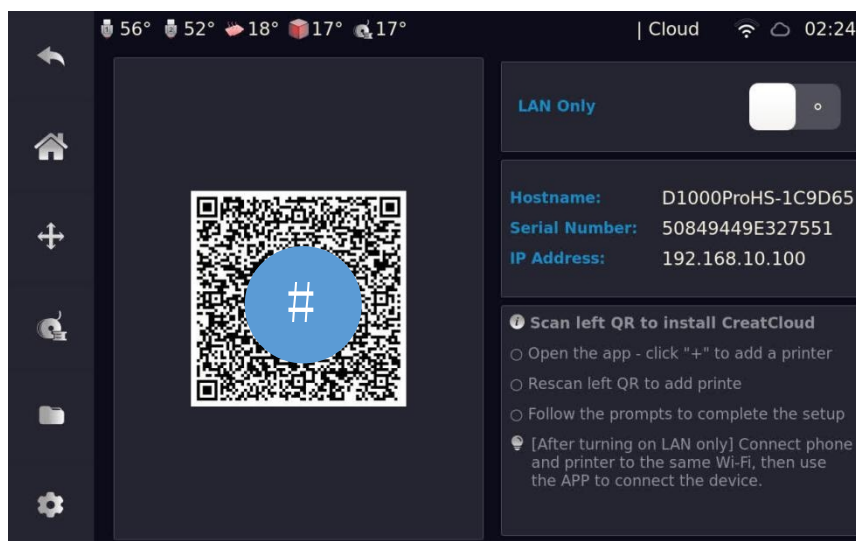 56° 52° 18° 17° 17° | Cloud 02:24
LAN Only
#
Hostname: D1000ProHS-1C9D65
Serial Number: 50849449E327551
IP Address: 192.168.10.100
Scan left QR to install CreatCloud
Open the app - click "+" to add a printer
Rescan left QR to add printe
Follow the prompts to complete the setup
[After turning on LAN only] Connect phone
and printer to the same Wi-Fi, then use
the APP to connect the device.